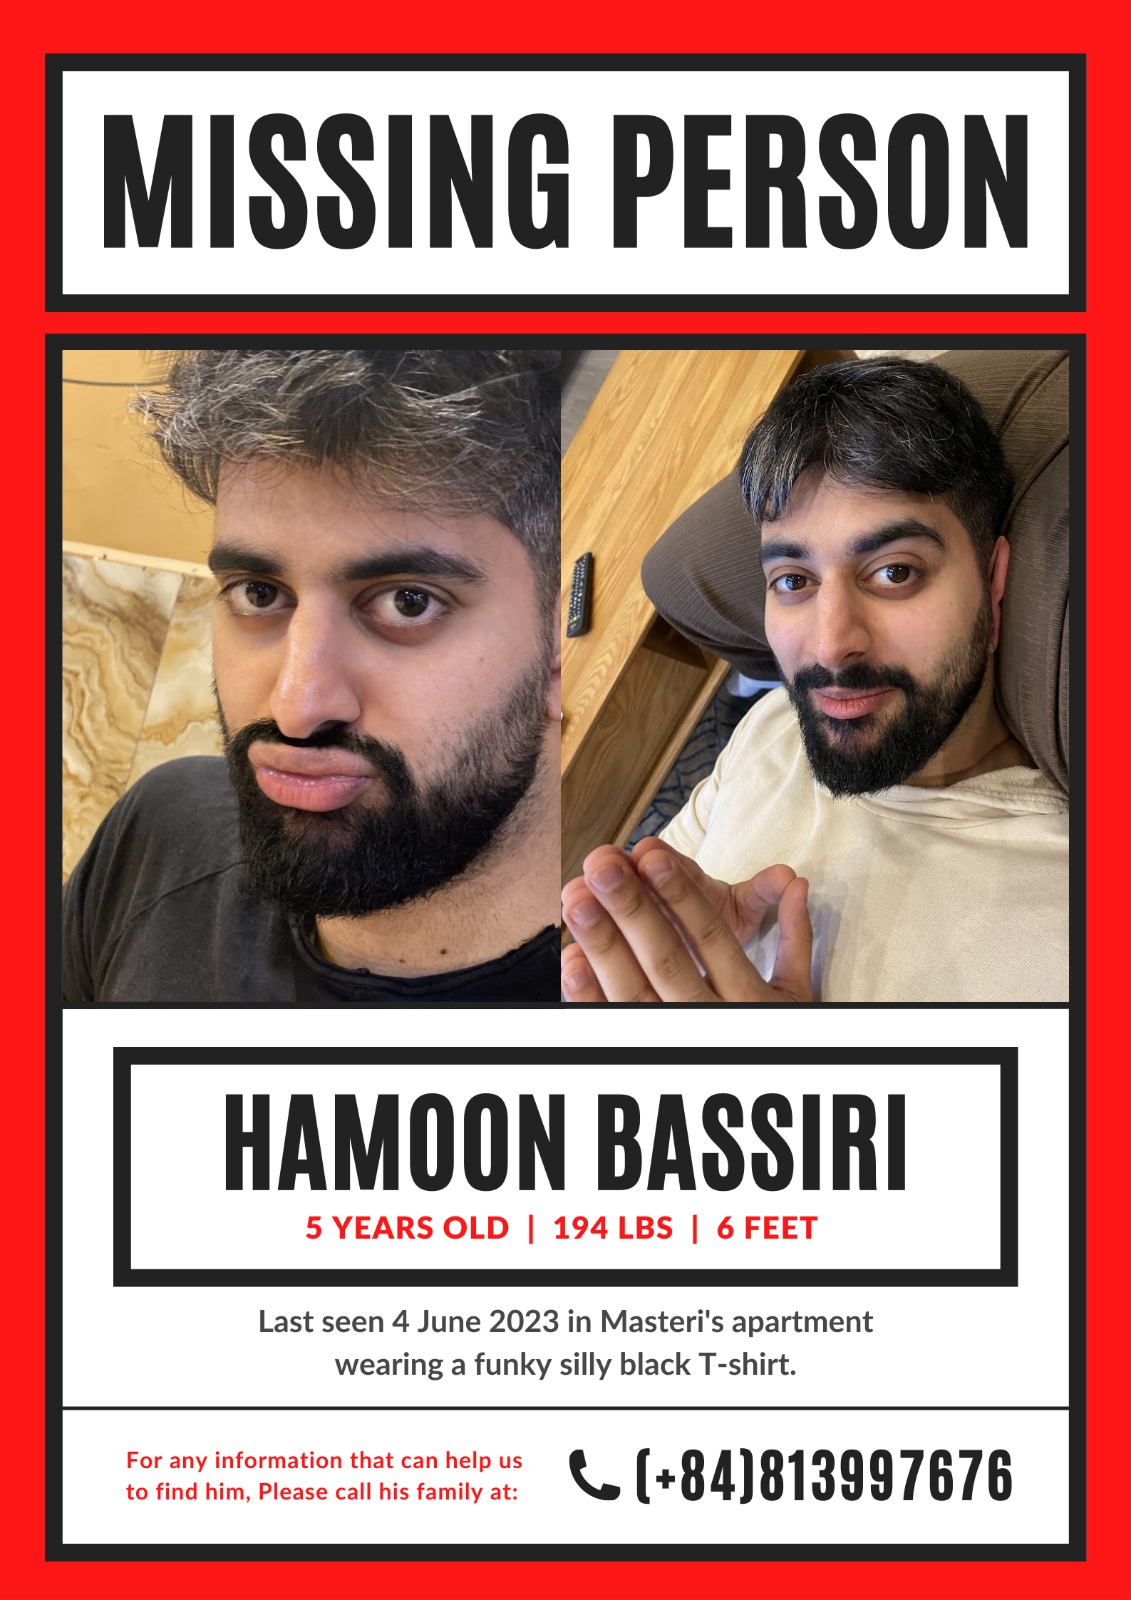 MISSING PERSON
HAMOON BASSIRI
5 YEARS OLD | 194 LBS | 6 FEET
Last seen 4 June 2023 in Masteri's apartment
wearing a funky silly black T-shirt.
For any information that can help us
to find him, Please call his family at:
(+84)813997676